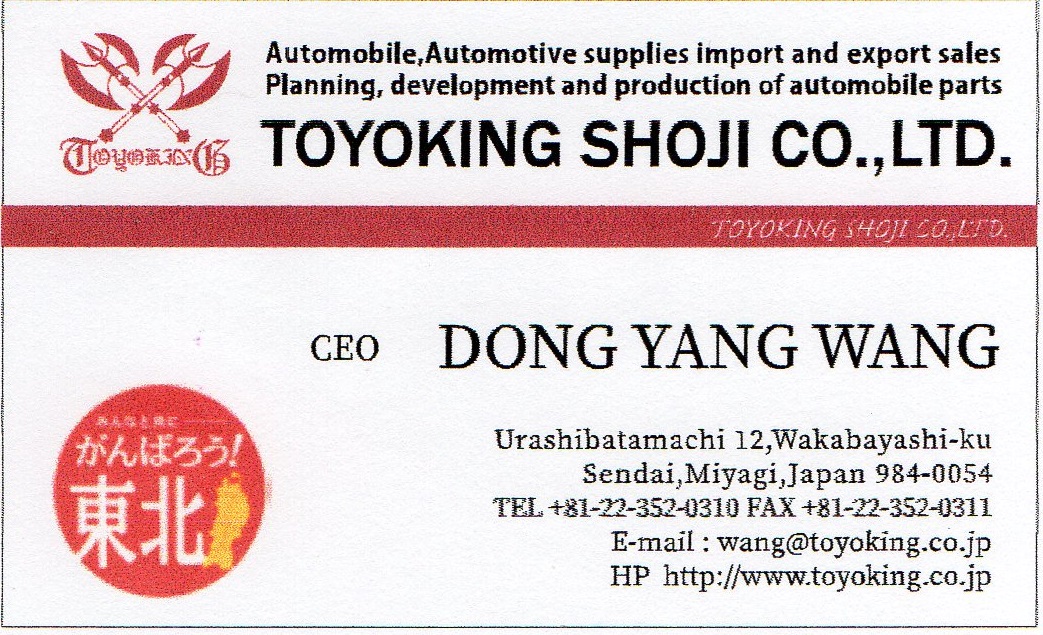 Automobile,Automotive supplies import and export sales
Planning, development and production of automobile parts
TOYOKING
TOYOKING SHOJI CO.,LTD.
TOYOKING SHOJI CO.,LTD.
CEO DONG YANG WANG
みんなと共に
がんばろう!
東北
Urashibatamachi 12,Wakabayashi-ku
Sendai,Miyagi,Japan 984-0054
TEL +81-22-352-0310 FAX +81-22-352-0311
E-mail : wang@toyoking.co.jp
HP http://www.toyoking.co.jp